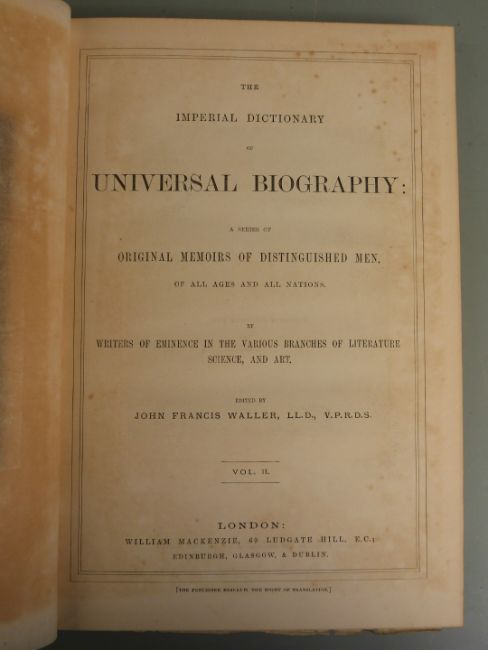 THE
IMPERIAL DICTIONARY
OF
UNIVERSAL BIOGRAPHY:
A SERIES OF
ORIGINAL MEMOIRS OF DISTINGUISHED MEN,
OF ALL AGES AND ALL NATIONS.
BY
WRITERS OF EMINENCE IN THE VARIOUS BRANCHES OF LITERATURE
SCIENCE, AND ART.
EDITED BY
JOHN FRANCIS WALLER, LL.D., V.P.R.D.S.
VOL. II.
LONDON:
WILLIAM MACKENZIE, 69 LUDGATE HILL, E.C.;
EDINBURGH, GLASGOW, & DUBLIN.
[THE PUBLISHER RESERVES THE RIGHT OF TRANSLATION.]